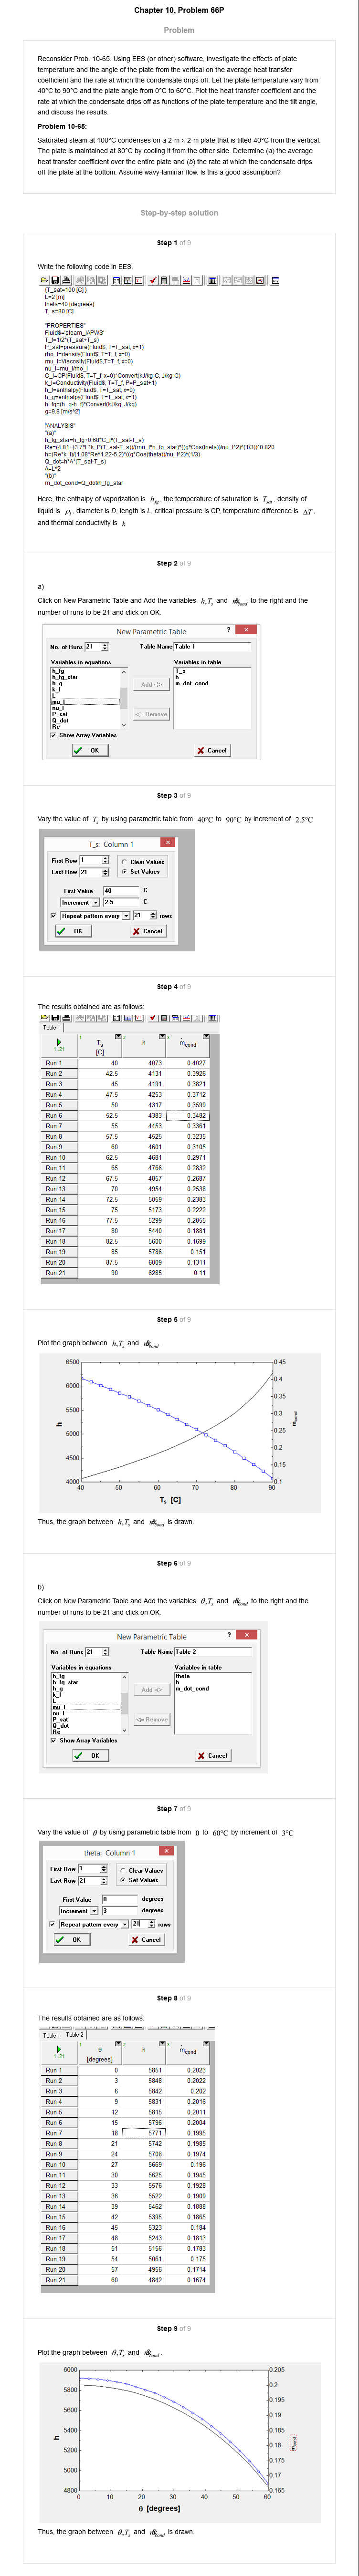 Chapter 10, Problem 66P
Problem
Reconsider Prob. 10-65. Using EES (or other) software, investigate the effects of plate
temperature and the angle of the plate from the vertical on the average heat transfer
coefficient and the rate at which the condensate drips off. Let the plate temperature vary from
40°C to 90°C and the plate angle from 0°C to 60°C. Plot the heat transfer coefficient and the
rate at which the condensate drips off as functions of the plate temperature and the tilt angle,
and discuss the results.
Problem 10-65:
Saturated steam at 100°C condenses on a 2-m × 2-m plate that is tilted 40°C from the vertical.
The plate is maintained at 80°C by cooling it from the other side. Determine (a) the average
heat transfer coefficient over the entire plate and (b) the rate at which the condensate drips
off the plate at the bottom. Assume wavy-laminar flow. Is this a good assumption?
Step-by-step solution
Step 1 of 9
Write the following code in EES.
{T_sat=100 [C] }
L=2 [m]
theta=40 [degrees]
T_s=80 [C]
"PROPERTIES"
Fluid$='steam_IAPWS'
T_f=1/2*(T_sat+T_s)
P_sat=pressure(Fluid$, T=T_sat, x=1)
rho_l=density(Fluid$, T=T_f, x=0)
mu_l=Viscosity(Fluid$,T=T_f, x=0)
nu_l=mu_l/rho_l
C_l=CP(Fluid$, T=T_f, x=0)*Convert(kJ/kg-C, J/kg-C)
k_l=Conductivity(Fluid$, T=T_f, P=P_sat+1)
h_f=enthalpy(Fluid$, T=T_sat, x=0)
h_g=enthalpy(Fluid$, T=T_sat, x=1)
h_fg=(h_g-h_f)*Convert(kJ/kg, J/kg)
g=9.8 [m/s^2]
"ANALYSIS"
"(a)"
h_fg_star=h_fg+0.68*C_l*(T_sat-T_s)
Re=(4.81+(3.7*L*k_l*(T_sat-T_s))/(mu_l*h_fg_star)*((g*Cos(theta))/nu_l^2)^(1/3))^0.820
h=(Re*k_l)/(1.08*Re^1.22-5.2)*((g*Cos(theta))/nu_l^2)^(1/3)
Q_dot=h*A*(T_sat-T_s)
A=L^2
"(b)"
m_dot_cond=Q_dot/h_fg_star
Here, the enthalpy of vaporization is h_fg, the temperature of saturation is T_sat, density of
liquid is ρ_l, diameter is D, length is L, critical pressure is CP, temperature difference is ΔT,
and thermal conductivity is k
Step 2 of 9
a)
Click on New Parametric Table and Add the variables h,T_s and m&_cond to the right and the
number of runs to be 21 and click on OK.
New Parametric Table ? ×
No. of Runs 21 Table Name Table 1
Variables in equations Variables in table
h_fg T_s
h_fg_star h
h_g m_dot_cond
k_l Add =>
L
mu_l
nu_l
P_sat <= Remove
Q_dot
Re
Show Array Variables
OK Cancel
Step 3 of 9
Vary the value of T_s by using parametric table from 40°C to 90°C by increment of 2.5°C
T_s: Column 1 ×
First Row 1 Clear Values
Last Row 21 Set Values
First Value 40 C
Increment 2.5 C
Repeat pattern every 21 rows
OK Cancel
Step 4 of 9
The results obtained are as follows:
Table 1
1..21 1 T_s [C] 2 h 3 m_cond
Run 1 40 4073 0.4027
Run 2 42.5 4131 0.3926
Run 3 45 4191 0.3821
Run 4 47.5 4253 0.3712
Run 5 50 4317 0.3599
Run 6 52.5 4383 0.3482
Run 7 55 4453 0.3361
Run 8 57.5 4525 0.3235
Run 9 60 4601 0.3105
Run 10 62.5 4681 0.2971
Run 11 65 4766 0.2832
Run 12 67.5 4857 0.2687
Run 13 70 4954 0.2538
Run 14 72.5 5059 0.2383
Run 15 75 5173 0.2222
Run 16 77.5 5299 0.2055
Run 17 80 5440 0.1881
Run 18 82.5 5600 0.1699
Run 19 85 5786 0.151
Run 20 87.5 6009 0.1311
Run 21 90 6285 0.11
Step 5 of 9
Plot the graph between h,T_s and m&_cond.
6500 0.45
6000 0.4
0.35
5500 0.3
h m_cond
5000 0.25
0.2
4500 0.15
4000 0.1
40 50 60 70 80 90
T_s [C]
Thus, the graph between h,T_s and m&_cond is drawn.
Step 6 of 9
b)
Click on New Parametric Table and Add the variables θ,T_s and m&_cond to the right and the
number of runs to be 21 and click on OK.
New Parametric Table ? ×
No. of Runs 21 Table Name Table 2
Variables in equations Variables in table
h_fg theta
h_fg_star h
h_g m_dot_cond
k_l Add =>
L
mu_l
nu_l
P_sat <= Remove
Q_dot
Re
Show Array Variables
OK Cancel
Step 7 of 9
Vary the value of θ by using parametric table from 0 to 60°C by increment of 3°C
theta: Column 1 ×
First Row 1 Clear Values
Last Row 21 Set Values
First Value 0 degrees
Increment 3 degrees
Repeat pattern every 21 rows
OK Cancel
Step 8 of 9
The results obtained are as follows:
Table 1 Table 2
1..21 1 θ [degrees] 2 h 3 m_cond
Run 1 0 5851 0.2023
Run 2 3 5848 0.2022
Run 3 6 5842 0.202
Run 4 9 5831 0.2016
Run 5 12 5815 0.2011
Run 6 15 5796 0.2004
Run 7 18 5771 0.1995
Run 8 21 5742 0.1985
Run 9 24 5708 0.1974
Run 10 27 5669 0.196
Run 11 30 5625 0.1945
Run 12 33 5576 0.1928
Run 13 36 5522 0.1909
Run 14 39 5462 0.1888
Run 15 42 5395 0.1865
Run 16 45 5323 0.184
Run 17 48 5243 0.1813
Run 18 51 5156 0.1783
Run 19 54 5061 0.175
Run 20 57 4956 0.1714
Run 21 60 4842 0.1674
Step 9 of 9
Plot the graph between θ,T_s and m&_cond.
6000 0.205
5800 0.2
0.195
5600 0.19
h 5400 0.185 m_cond
5200 0.18
0.175
5000 0.17
4800 0.165
0 10 20 30 40 50 60
θ [degrees]
Thus, the graph between θ,T_s and m&_cond is drawn.